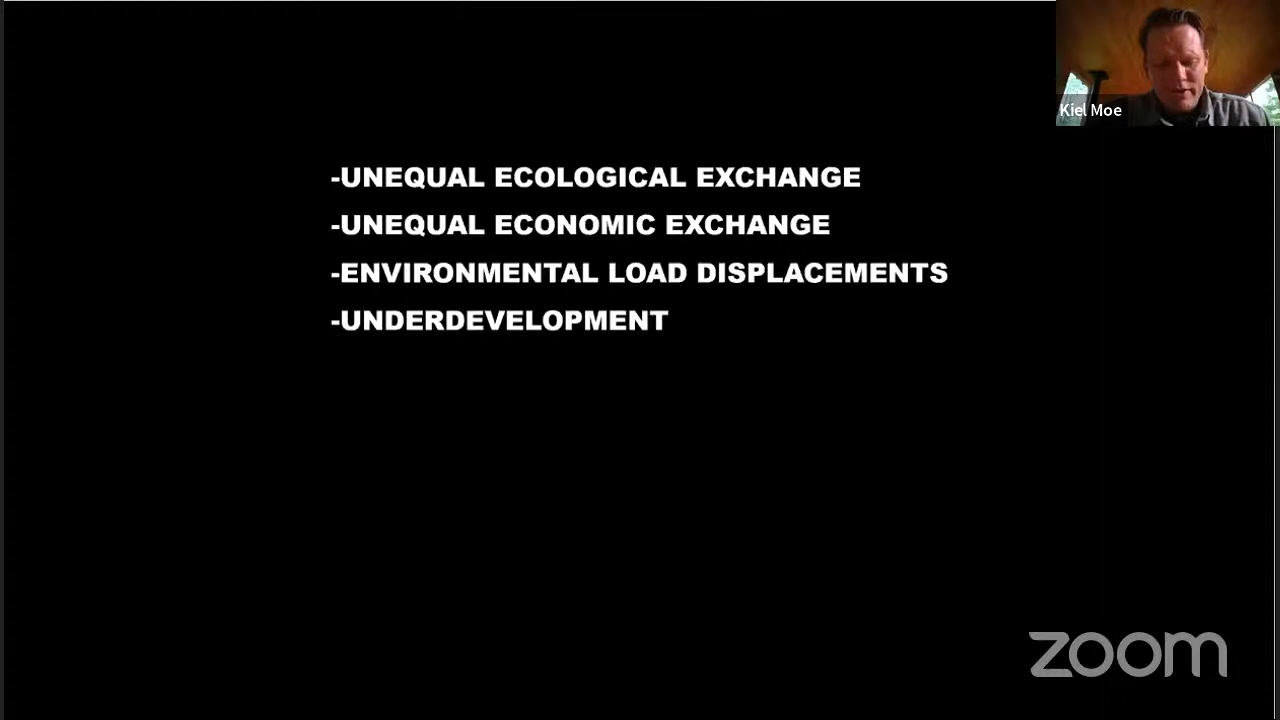 Kiel Moe
-UNEQUAL ECOLOGICAL EXCHANGE
-UNEQUAL ECONOMIC EXCHANGE
-ENVIRONMENTAL LOAD DISPLACEMENTS
-UNDERDEVELOPMENT
zoom